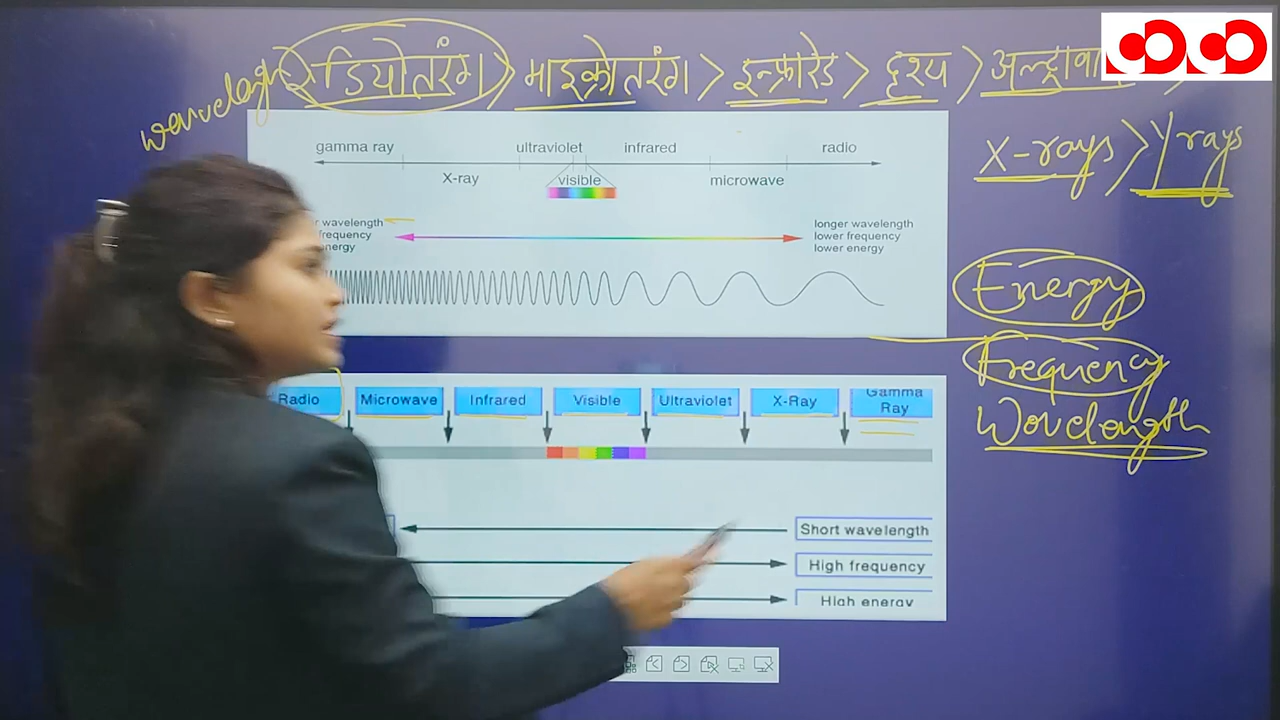 wavelength रेडियोतरंग > माइक्रोतरंग > इन्फ्रारेड > दृश्य >
X-rays > γ rays
gamma ray ultraviolet infrared radio
X-ray visible microwave
wavelength
frequency
energy
longer wavelength
lower frequency
lower energy
Energy
Frequency
Wavelength
Radio Microwave Infrared Visible Ultraviolet X-Ray Gamma Ray
Short wavelength
High frequency
High energy